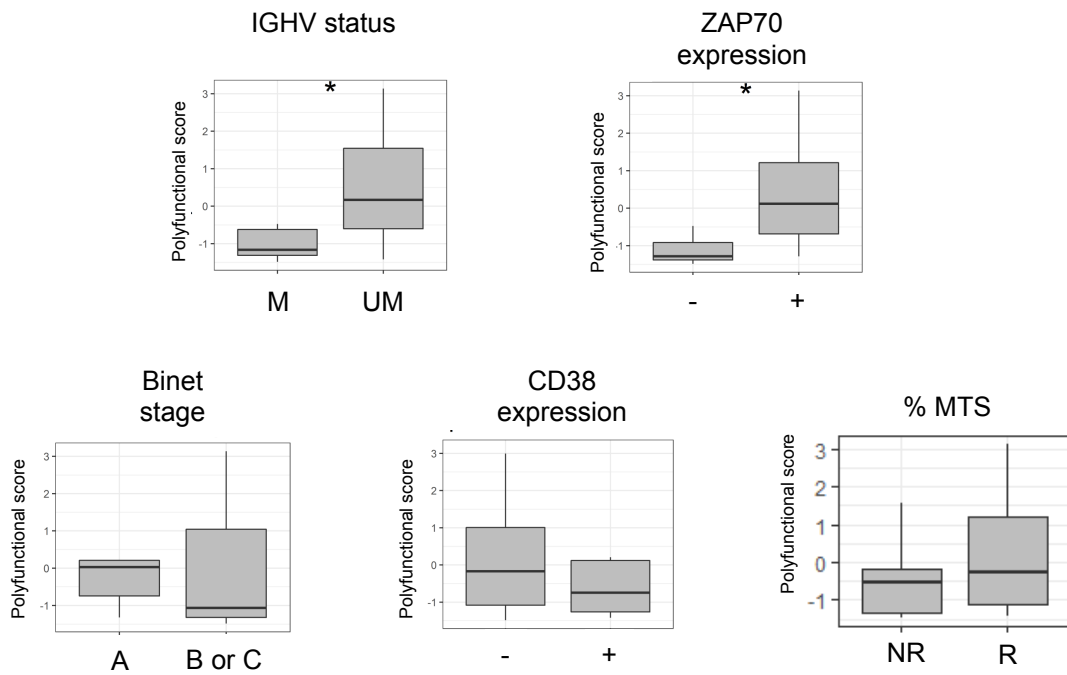 IGHV status
*
Polyfunctional score
3
2
1
0
-1
M UM
ZAP70
expression
*
Polyfunctional score
3
2
1
0
-1
- +
Binet
stage
Polyfunctional score
3
2
1
0
-1
A B or C
CD38
expression
Polyfunctional score
3
2
1
0
-1
- +
% MTS
Polyfunctional score
3
2
1
0
-1
NR R